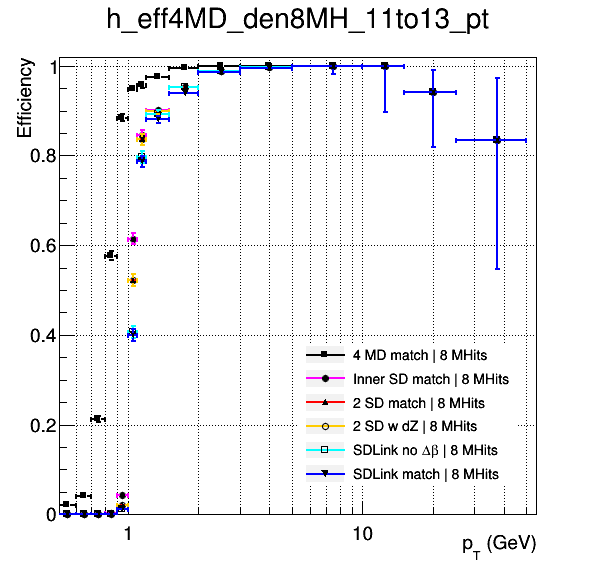 h_eff4MD_den8MH_11to13_pt
Efficiency
1
0.8
0.6
0.4
0.2
0
4 MD match | 8 MHits
Inner SD match | 8 MHits
2 SD match | 8 MHits
2 SD w dZ | 8 MHits
SDLink no Δβ | 8 MHits
SDLink match | 8 MHits
1
10
p_T (GeV)